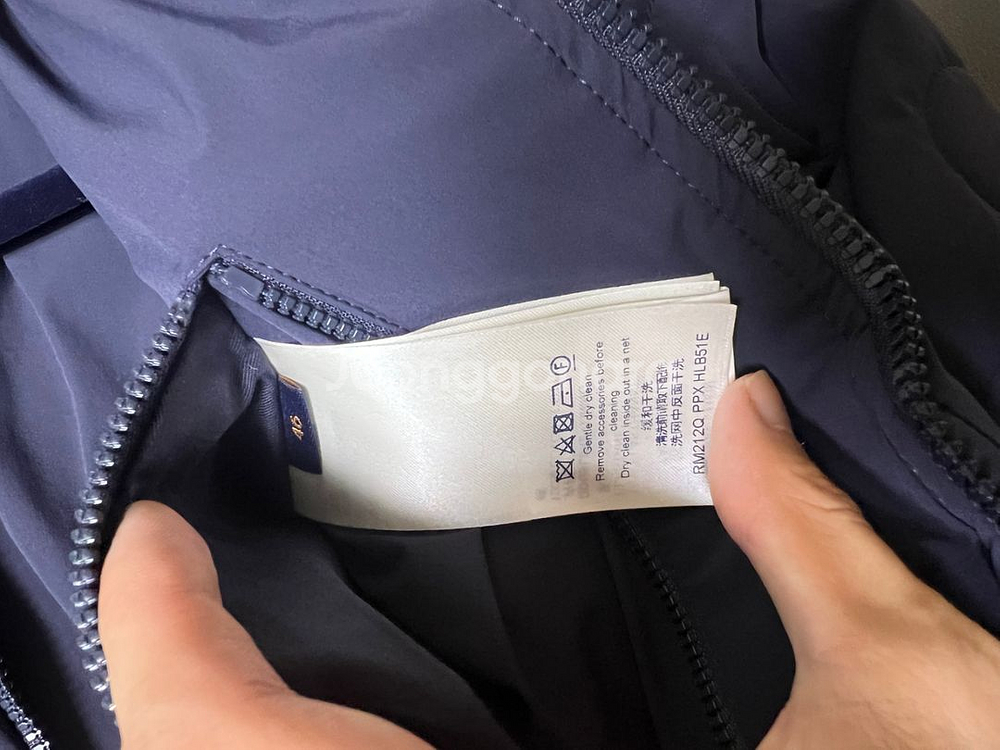 46
F
Gentle dry clean
Remove accessories before
cleaning
Dry clean inside out in a net
缓和干洗
清洗前请取下配件
洗网中反面干洗
RM212Q PPX HLB51E